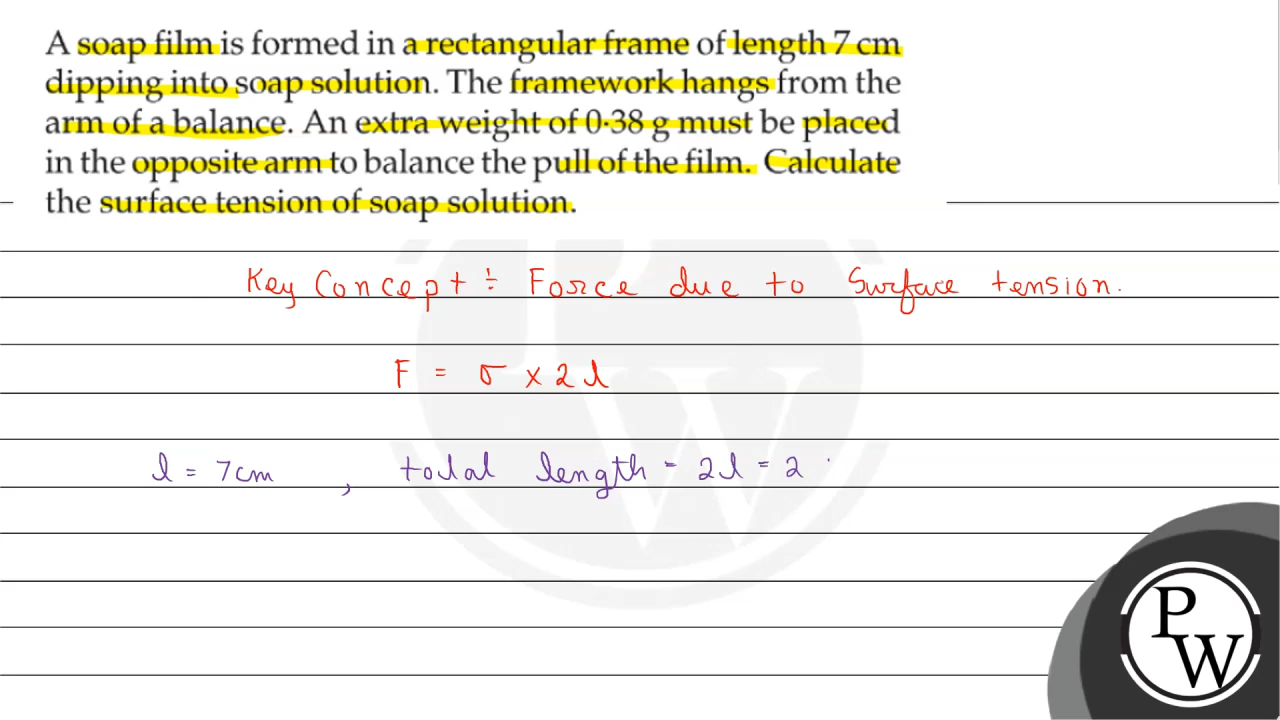 A soap film is formed in a rectangular frame of length 7 cm
dipping into soap solution. The framework hangs from the
arm of a balance. An extra weight of 0·38 g must be placed
in the opposite arm to balance the pull of the film. Calculate
the surface tension of soap solution.
Key Concept ÷ Force due to Surface tension.
F = σ × 2l
l = 7cm , total length = 2l = 2
P
W